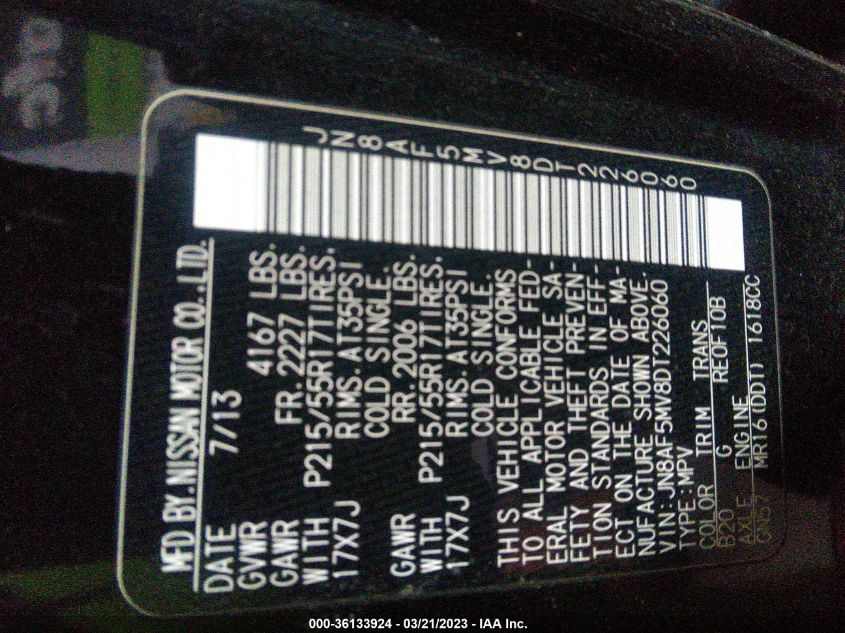 JN8AF5MV8DT226060
MFD BY.NISSAN MOTOR CO.,LTD.
DATE 7/13
GVWR 4167 LBS.
GAWR FR.2227 LBS.
WITH P215/55R17TIRES.
17X7J RIMS.AT35PSI
COLD SINGLE.
GAWR RR.2006 LBS.
WITH P215/55R17TIRES.
17X7J RIMS.AT35PSI
COLD SINGLE.
THIS VEHICLE CONFORMS
TO ALL APPLICABLE FED-
ERAL MOTOR VEHICLE SA-
FETY AND THEFT PREVEN-
TION STANDARDS IN EFF-
ECT ON THE DATE OF MA-
NUFACTURE SHOWN ABOVE.
VIN:JN8AF5MV8DT226060
TYPE:MPV
COLOR TRIM TRANS
B20 G RE0F10B
AXLE ENGINE
GN57 MR16(DDT) 1618CC
000-36133924 - 03/21/2023 - IAA Inc.